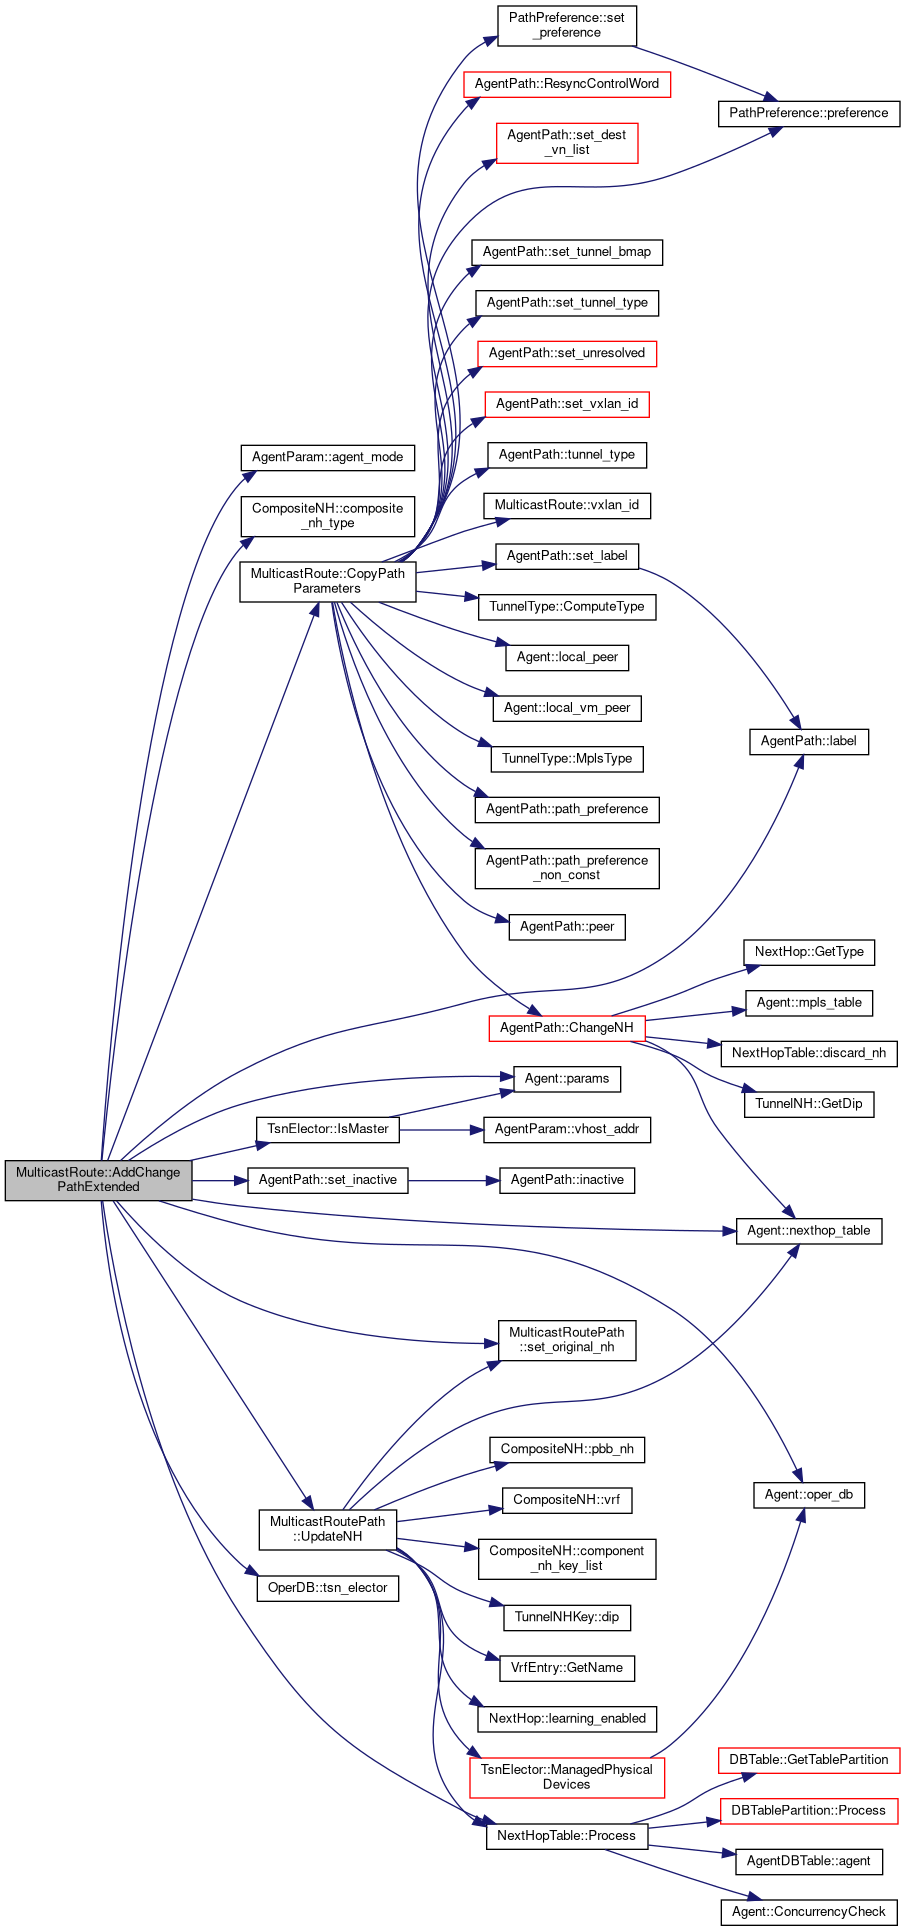 PathPreference::set
_preference
AgentPath::ResyncControlWord
PathPreference::preference
AgentPath::set_dest
_vn_list
AgentPath::set_tunnel_bmap
AgentPath::set_tunnel_type
AgentPath::set_unresolved
AgentPath::set_vxlan_id
AgentParam::agent_mode
AgentPath::tunnel_type
CompositeNH::composite
_nh_type
MulticastRoute::vxlan_id
MulticastRoute::CopyPath
Parameters
AgentPath::set_label
TunnelType::ComputeType
Agent::local_peer
Agent::local_vm_peer
AgentPath::label
TunnelType::MplsType
AgentPath::path_preference
AgentPath::path_preference
_non_const
AgentPath::peer
NextHop::GetType
Agent::mpls_table
AgentPath::ChangeNH
NextHopTable::discard_nh
Agent::params
TunnelNH::GetDip
TsnElector::IsMaster
AgentParam::vhost_addr
MulticastRoute::AddChange
PathExtended
AgentPath::set_inactive
AgentPath::inactive
Agent::nexthop_table
MulticastRoutePath
::set_original_nh
CompositeNH::pbb_nh
Agent::oper_db
CompositeNH::vrf
MulticastRoutePath
::UpdateNH
CompositeNH::component
_nh_key_list
OperDB::tsn_elector
TunnelNHKey::dip
VrfEntry::GetName
NextHop::learning_enabled
TsnElector::ManagedPhysical
Devices
DBTable::GetTablePartition
DBTablePartition::Process
NextHopTable::Process
AgentDBTable::agent
Agent::ConcurrencyCheck